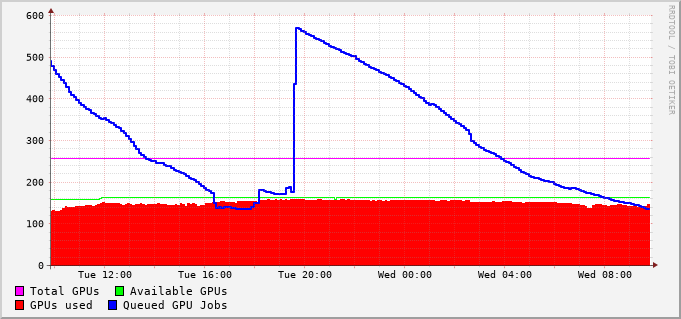 600
500
400
300
200
100
0
Tue 12:00 Tue 16:00 Tue 20:00 Wed 00:00 Wed 04:00 Wed 08:00
Total GPUs Available GPUs
GPUs used Queued GPU Jobs
RRDTOOL / TOBI OETIKER